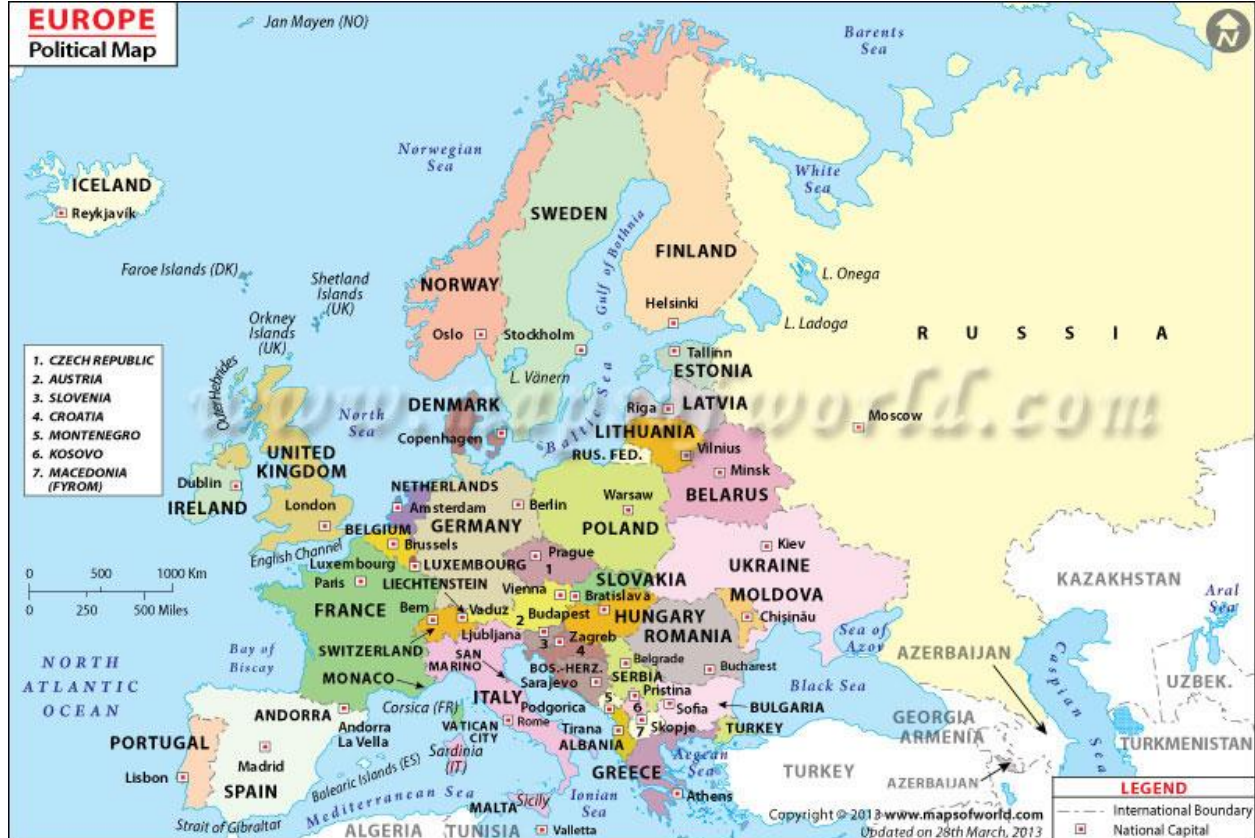 EUROPE
Political Map
Jan Mayen (NO)
Barents
Sea
N
Norwegian
Sea
White
Sea
ICELAND
Reykjavík
SWEDEN
Gulf of Bothnia
FINLAND
Faroe Islands (DK)
Shetland
Islands
(UK)
L. Onega
NORWAY
Helsinki
Orkney
Islands
(UK)
L. Ladoga
Oslo
Stockholm
RUSSIA
1. CZECH REPUBLIC
2. AUSTRIA
3. SLOVENIA
4. CROATIA
5. MONTENEGRO
6. KOSOVO
7. MACEDONIA
(FYROM)
Outer Hebrides
Tallinn
ESTONIA
L. Vänern
www.mapsofworld.com
North
Sea
DENMARK
Copenhagen
Baltic Sea
Riga
LATVIA
Moscow
LITHUANIA
RUS. FED.
Vilnius
Minsk
BELARUS
UNITED
KINGDOM
Dublin
IRELAND
London
NETHERLANDS
Amsterdam
Berlin
GERMANY
Warsaw
POLAND
BELGIUM
Brussels
English Channel
Luxembourg
LUXEMBOURG
Prague
1
Kiev
UKRAINE
Paris
LIECHTENSTEIN
SLOVAKIA
Vienna
Bratislava
MOLDOVA
Chișinău
KAZAKHSTAN
Aral
Sea
0 500 1000 Km
0 250 500 Miles
FRANCE
Bern
Vaduz
2
Budapest
HUNGARY
ROMANIA
Ljubljana
3
Zagreb
4
Sea of
Azov
SWITZERLAND
SAN
MARINO
BOS.-HERZ.
Sarajevo
Belgrade
SERBIA
Bucharest
AZERBAIJAN
Caspian Sea
UZBEK.
Bay of
Biscay
NORTH
ATLANTIC
OCEAN
MONACO
ITALY
Corsica (FR)
Pristina
5
6
Sofia
Black Sea
BULGARIA
ANDORRA
Andorra
La Vella
Podgorica
Rome
VATICAN
CITY
Tirana
7
Skopje
TURKEY
GEORGIA
ARMENIA
TURKMENISTAN
PORTUGAL
Lisbon
Madrid
SPAIN
Balearic Islands (ES)
Sardinia
(IT)
ALBANIA
GREECE
Aegean
Sea
TURKEY
AZERBAIJAN
Mediterranean Sea
MALTA
Sicily
Ionian
Sea
Athens
Strait of Gibraltar
ALGERIA
TUNISIA
Valletta
Copyright © 2013 www.mapsofworld.com
Updated on 28th March, 2013
LEGEND
International Boundary
National Capital